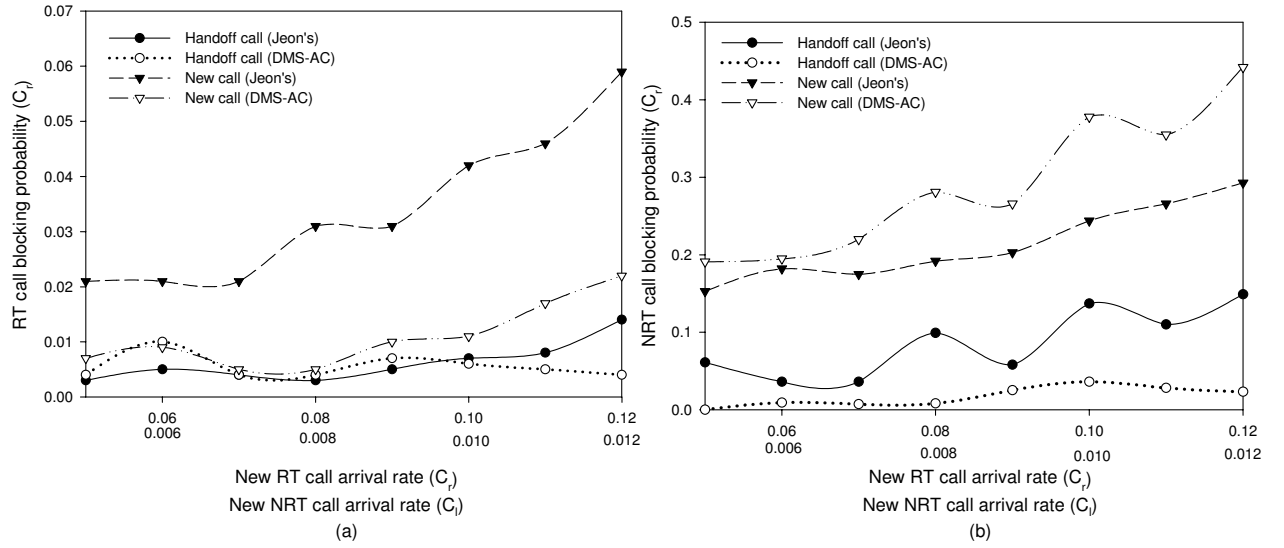 0.07
0.06
0.05
0.04
0.03
0.02
0.01
0.00
RT call blocking probability (Cr)
Handoff call (Jeon's)
Handoff call (DMS-AC)
New call (Jeon's)
New call (DMS-AC)
0.06 0.08 0.10 0.12
0.006 0.008 0.010 0.012
New RT call arrival rate (Cr)
New NRT call arrival rate (Cl)
(a)
0.5
0.4
0.3
0.2
0.1
0.0
NRT call blocking probability (Cr)
Handoff call (Jeon's)
Handoff call (DMS-AC)
New call (Jeon's)
New call (DMS-AC)
0.06 0.08 0.10 0.12
0.006 0.008 0.010 0.012
New RT call arrival rate (Cr)
New NRT call arrival rate (Cl)
(b)